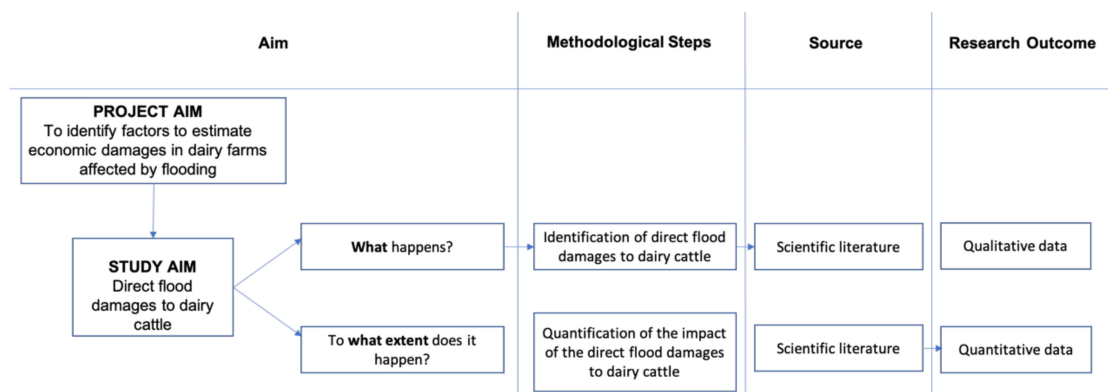 Aim
Methodological Steps
Source
Research Outcome
PROJECT AIM
To identify factors to estimate
economic damages in dairy farms
affected by flooding
STUDY AIM
Direct flood
damages to dairy
cattle
What happens?
Identification of direct flood
damages to dairy cattle
Scientific literature
Qualitative data
To what extent does it
happen?
Quantification of the impact
of the direct flood damages
to dairy cattle
Scientific literature
Quantitative data